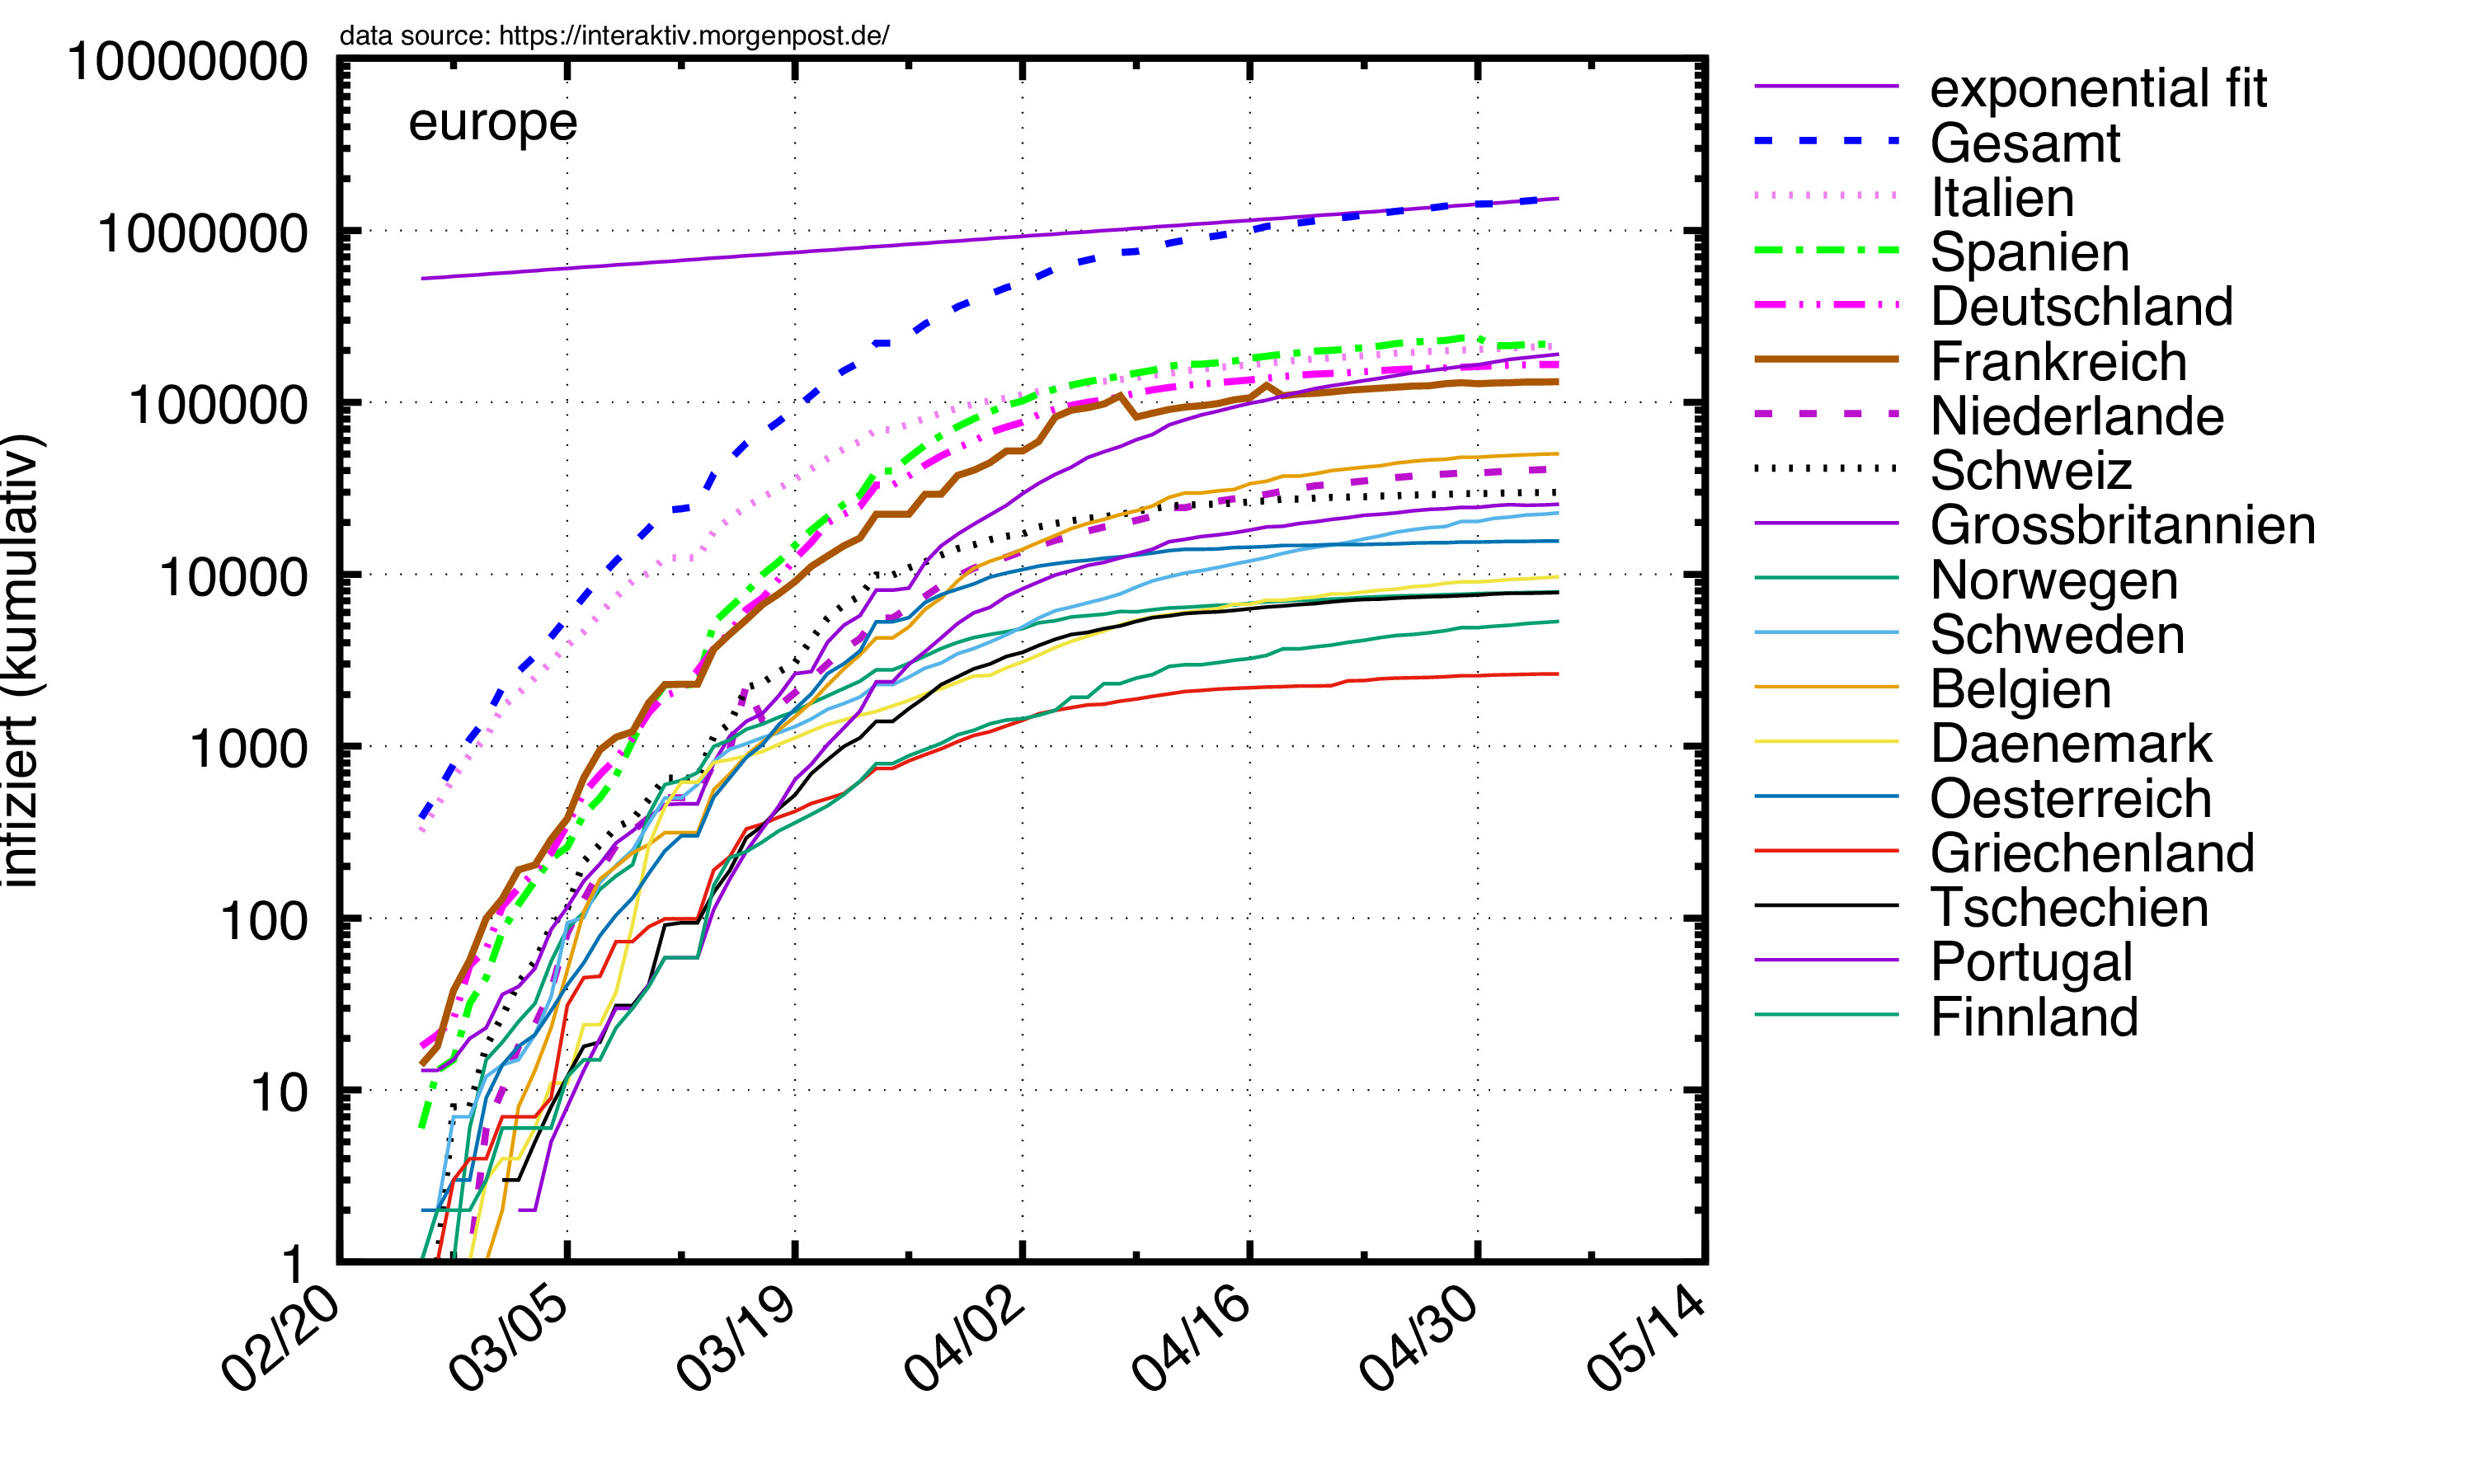 data source: https://interaktiv.morgenpost.de/
10000000
1000000
100000
10000
1000
100
10
1
infiziert (kumulativ)
europe
02/20
03/05
03/19
04/02
04/16
04/30
05/14
exponential fit
Gesamt
Italien
Spanien
Deutschland
Frankreich
Niederlande
Schweiz
Grossbritannien
Norwegen
Schweden
Belgien
Daenemark
Oesterreich
Griechenland
Tschechien
Portugal
Finnland